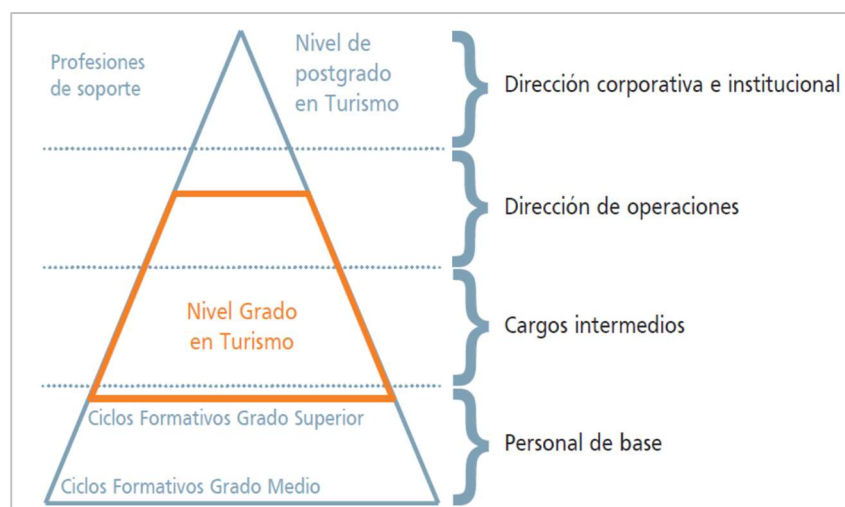 Profesiones
de soporte
Nivel de
postgrado
en Turismo
Dirección corporativa e institucional
Dirección de operaciones
Nivel Grado
en Turismo
Cargos intermedios
Ciclos Formativos Grado Superior
Personal de base
Ciclos Formativos Grado Medio